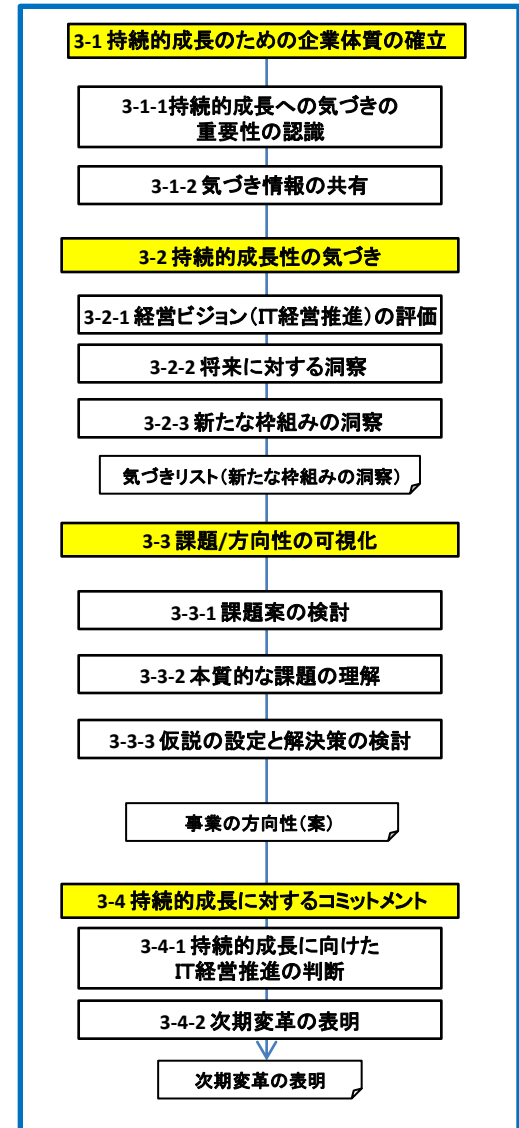 3-1 持続的成長のための企業体質の確立
3-1-1持続的成長への気づきの
重要性の認識
3-1-2 気づき情報の共有
3-2 持続的成長性の気づき
3-2-1 経営ビジョン(IT経営推進)の評価
3-2-2 将来に対する洞察
3-2-3 新たな枠組みの洞察
気づきリスト(新たな枠組みの洞察)
3-3 課題/方向性の可視化
3-3-1 課題案の検討
3-3-2 本質的な課題の理解
3-3-3 仮説の設定と解決策の検討
事業の方向性(案)
3-4 持続的成長に対するコミットメント
3-4-1 持続的成長に向けた
IT経営推進の判断
3-4-2 次期変革の表明
次期変革の表明